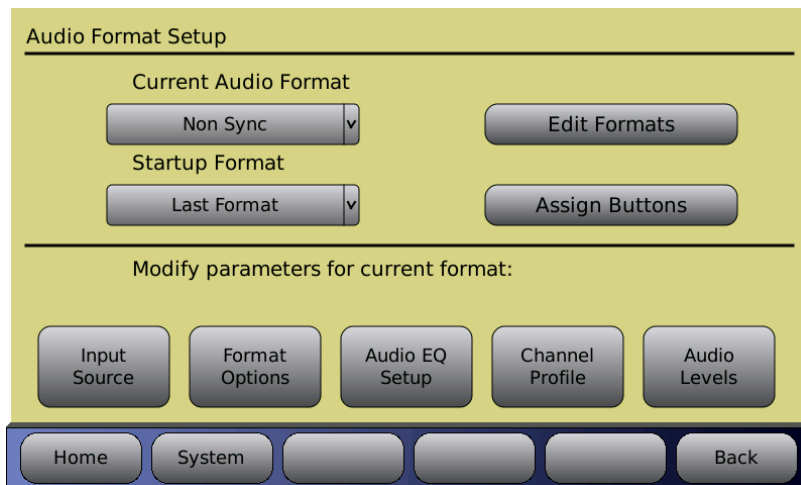 Audio Format Setup
Current Audio Format
Non Sync
Edit Formats
Startup Format
Last Format
Assign Buttons
Modify parameters for current format:
Input
Source
Format
Options
Audio EQ
Setup
Channel
Profile
Audio
Levels
Home
System
Back